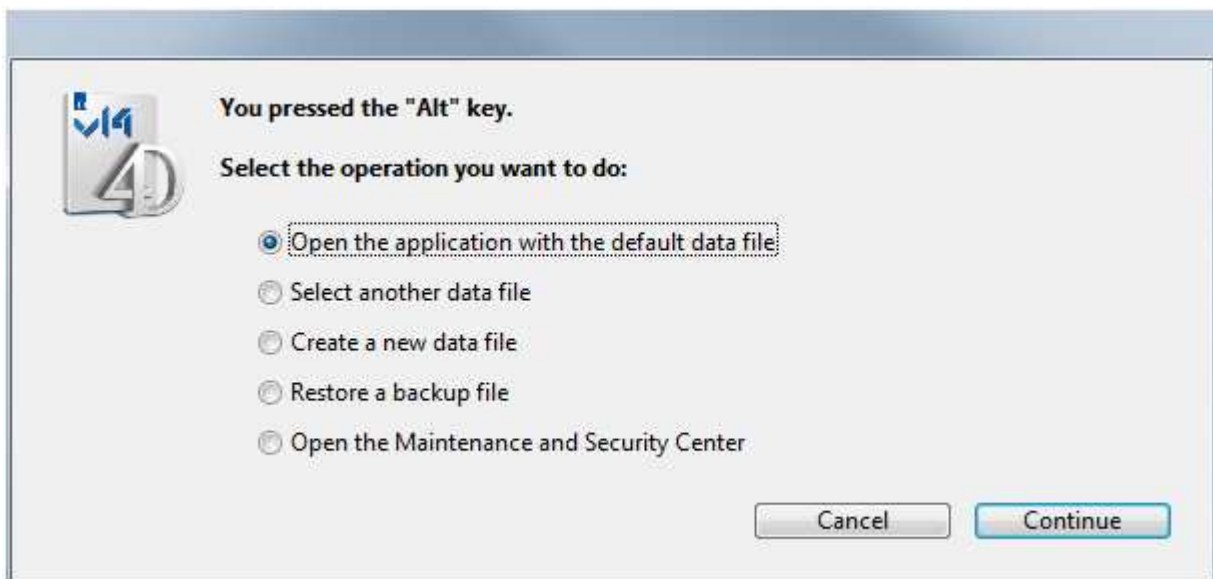 v14
4D
You pressed the "Alt" key.
Select the operation you want to do:
Open the application with the default data file
Select another data file
Create a new data file
Restore a backup file
Open the Maintenance and Security Center
Cancel
Continue